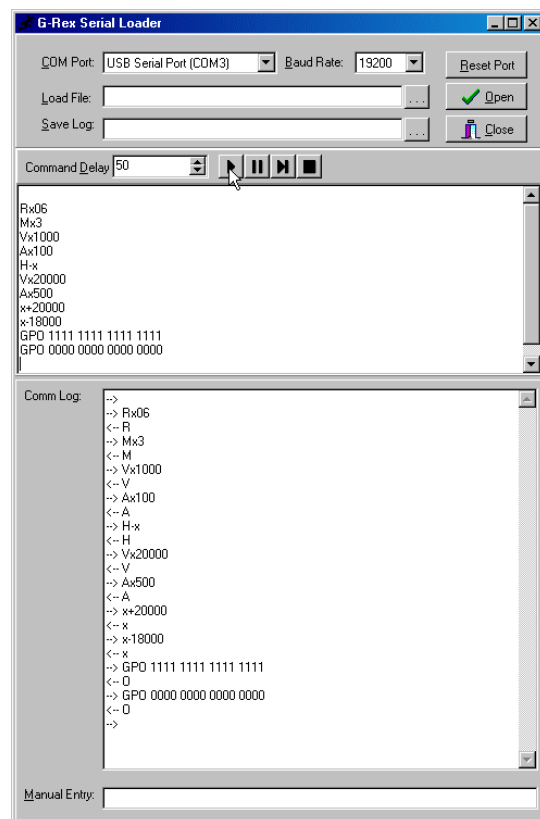 G-Rex Serial Loader
COM Port: USB Serial Port (COM3) Baud Rate: 19200 Reset Port
Load File: ... Open
Save Log: ... Close
Command Delay 50
Rx06
Mx3
Vx1000
Ax100
H-x
Vx20000
Ax500
x+20000
x-18000
GPO 1111 1111 1111 1111
GPO 0000 0000 0000 0000
Comm Log:
-->
--> Rx06
<-- R
--> Mx3
<-- M
--> Vx1000
<-- V
--> Ax100
<-- A
--> H-x
<-- H
--> Vx20000
<-- V
--> Ax500
<-- A
--> x+20000
<-- x
--> x-18000
<-- x
--> GPO 1111 1111 1111 1111
<-- O
--> GPO 0000 0000 0000 0000
<-- O
-->
Manual Entry: